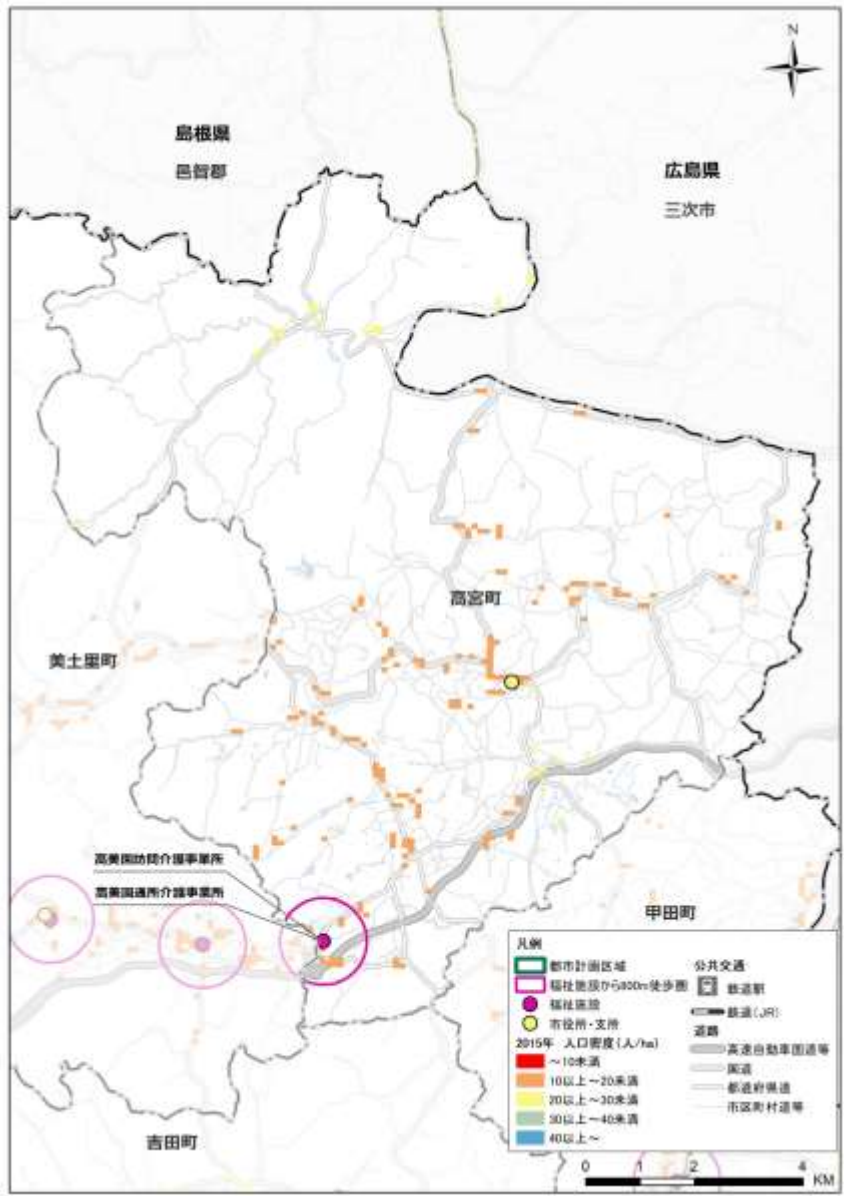 N
島根県
邑智郡
広島県
三次市
高宮町
美土里町
高美園訪問介護事業所
高美園通所介護事業所
甲田町
吉田町
凡例
都市計画区域
福祉施設から800m徒歩圏
福祉施設
市役所・支所
2015年 人口密度(人/ha)
～10未満
10以上～20未満
20以上～30未満
30以上～40未満
40以上～
公共交通
鉄道駅
鉄道(JR)
道路
高速自動車国道等
国道
都道府県道
市区町村道等
0 1 2 4
KM